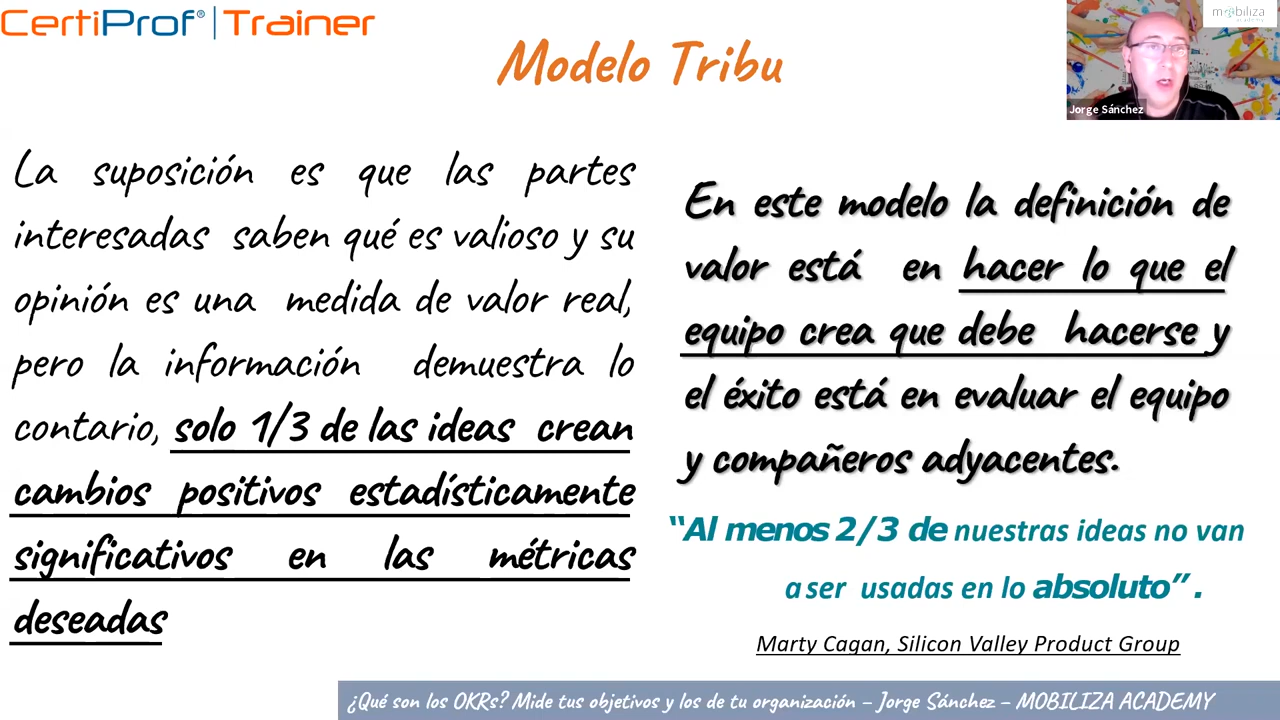 CertiProf® | Trainer
mobiliza
academy
Jorge Sánchez
Modelo Tribu
La suposición es que las partes
interesadas saben qué es valioso y su
opinión es una medida de valor real,
pero la información demuestra lo
contario, solo 1/3 de las ideas crean
cambios positivos estadísticamente
significativos en las métricas
deseadas
En este modelo la definición de
valor está en hacer lo que el
equipo crea que debe hacerse y
el éxito está en evaluar el equipo
y compañeros adyacentes.
“Al menos 2/3 de nuestras ideas no van
a ser usadas en lo absoluto” .
Marty Cagan, Silicon Valley Product Group
¿Qué son los OKRs? Mide tus objetivos y los de tu organización – Jorge Sánchez – MOBILIZA ACADEMY